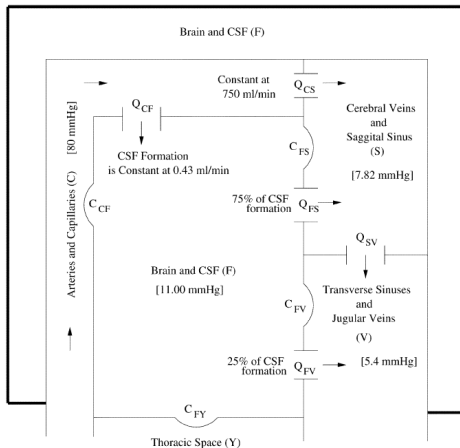 Brain and CSF (F)
Constant at
750 ml/min
Q_CS
Q_CF
Cerebral Veins
and
Saggital Sinus
(S)
[7.82 mmHg]
[80 mmHg]
CSF Formation
is Constant at 0.43 ml/min
C_FS
C_CF
75% of CSF
formation
Q_FS
Arteries and Capillaries (C)
Q_SV
Brain and CSF (F)
[11.00 mmHg]
C_FV
Transverse Sinuses
and
Jugular Veins
(V)
[5.4 mmHg]
25% of CSF
formation
Q_FV
C_FY
Thoracic Space (Y)